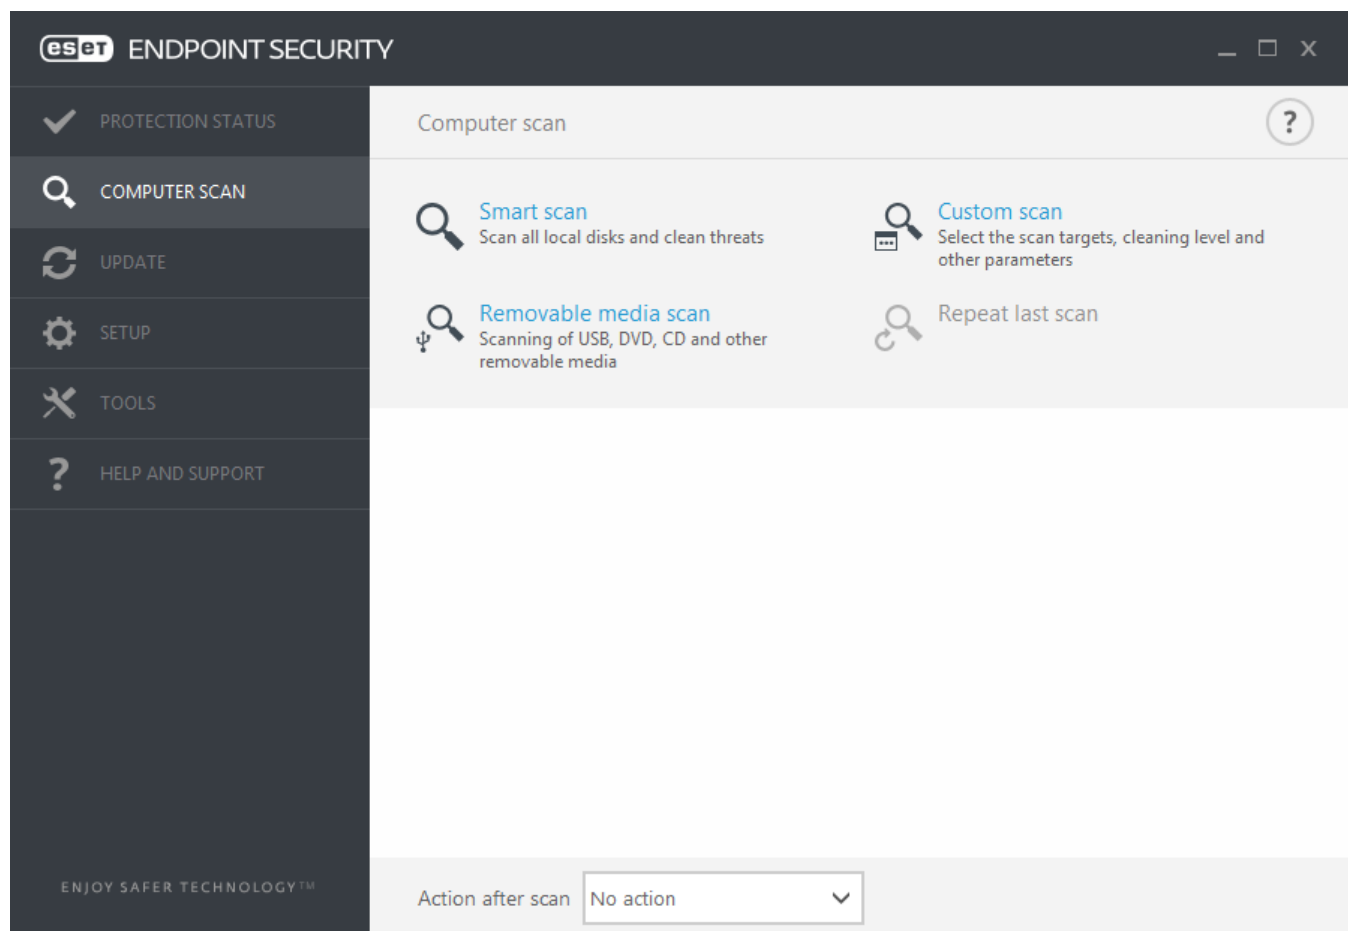 eset ENDPOINT SECURITY
PROTECTION STATUS
COMPUTER SCAN
UPDATE
SETUP
TOOLS
HELP AND SUPPORT
ENJOY SAFER TECHNOLOGY™
Computer scan
?
Smart scan
Scan all local disks and clean threats
Custom scan
Select the scan targets, cleaning level and
other parameters
Removable media scan
Scanning of USB, DVD, CD and other
removable media
Repeat last scan
Action after scan No action